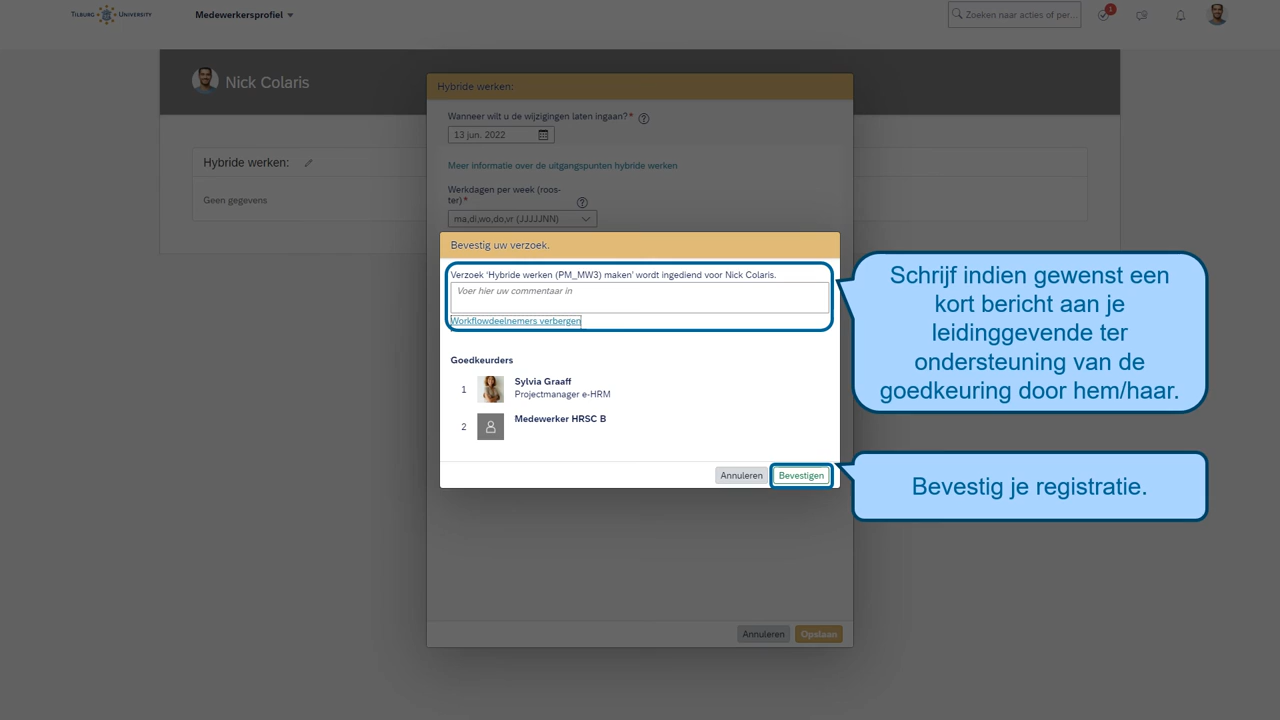 TILBURG UNIVERSITY
Medewerkersprofiel
Zoeken naar acties of per...
1
Nick Colaris
Hybride werken:
Wanneer wilt u de wijzigingen laten ingaan?*
13 jun. 2022
Hybride werken:
Meer informatie over de uitgangspunten hybride werken
Geen gegevens
Werkdagen per week (roos-
ter)*
ma,di,wo,do,vr (JJJJJNN)
Bevestig uw verzoek.
Verzoek ‘Hybride werken (PM_MW3) maken’ wordt ingediend voor Nick Colaris.
Voer hier uw commentaar in
Workflowdeelnemers verbergen
Goedkeurders
1
Sylvia Graaff
Projectmanager e-HRM
2
Medewerker HRSC B
Annuleren
Bevestigen
Schrijf indien gewenst een
kort bericht aan je
leidinggevende ter
ondersteuning van de
goedkeuring door hem/haar.
Bevestig je registratie.
Annuleren
Opslaan